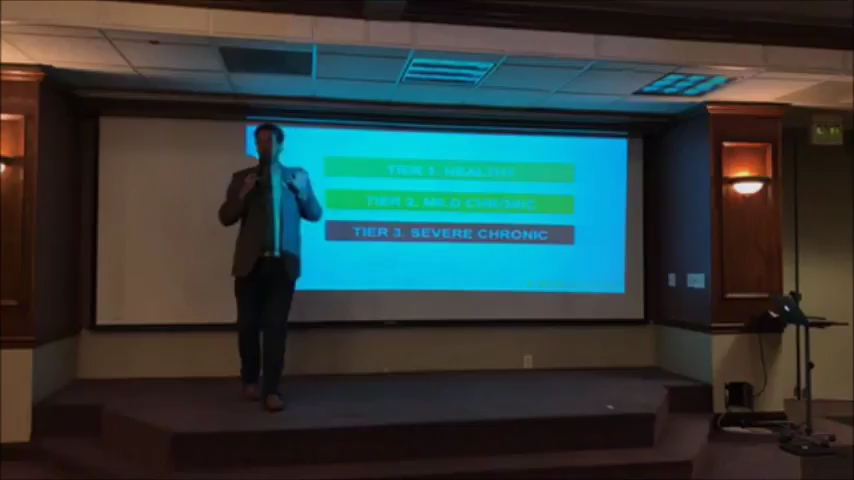 TIER 1. HEALTHY
TIER 2. MILD CHRONIC
TIER 3. SEVERE CHRONIC